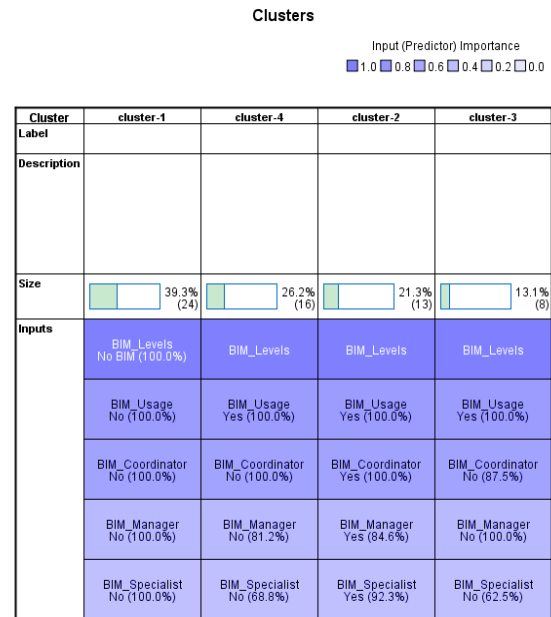 Clusters
Input (Predictor) Importance
1.0 0.8 0.6 0.4 0.2 0.0
Cluster cluster-1 cluster-4 cluster-2 cluster-3
Label
Description
Size 39.3% 26.2% 21.3% 13.1%
(24) (16) (13) (8)
Inputs
BIM_Levels BIM_Levels BIM_Levels BIM_Levels
No BIM (100.0%)
BIM_Usage BIM_Usage BIM_Usage BIM_Usage
No (100.0%) Yes (100.0%) Yes (100.0%) Yes (100.0%)
BIM_Coordinator BIM_Coordinator BIM_Coordinator BIM_Coordinator
No (100.0%) No (100.0%) Yes (100.0%) No (87.5%)
BIM_Manager BIM_Manager BIM_Manager BIM_Manager
No (100.0%) No (81.2%) Yes (84.6%) No (100.0%)
BIM_Specialist BIM_Specialist BIM_Specialist BIM_Specialist
No (100.0%) No (68.8%) Yes (92.3%) No (62.5%)